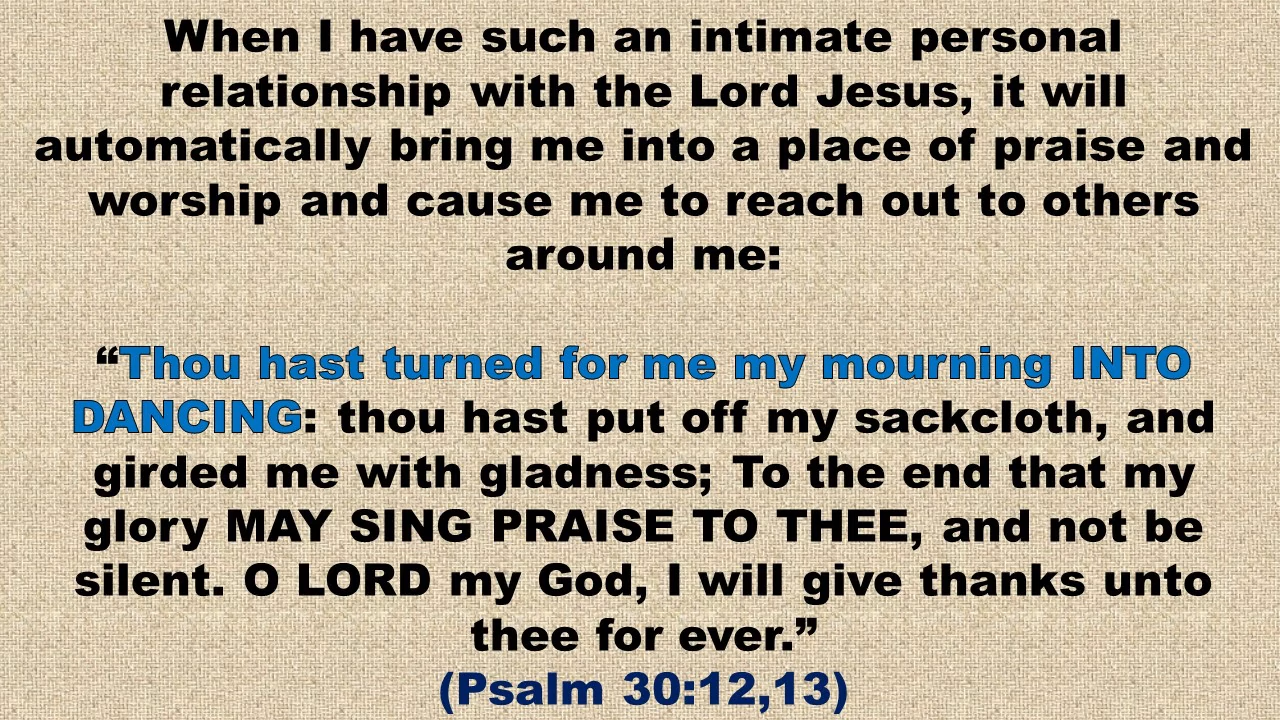 When I have such an intimate personal
relationship with the Lord Jesus, it will
automatically bring me into a place of praise and
worship and cause me to reach out to others
around me:
“Thou hast turned for me my mourning INTO
DANCING: thou hast put off my sackcloth, and
girded me with gladness; To the end that my
glory MAY SING PRAISE TO THEE, and not be
silent. O LORD my God, I will give thanks unto
thee for ever.”
(Psalm 30:12,13)